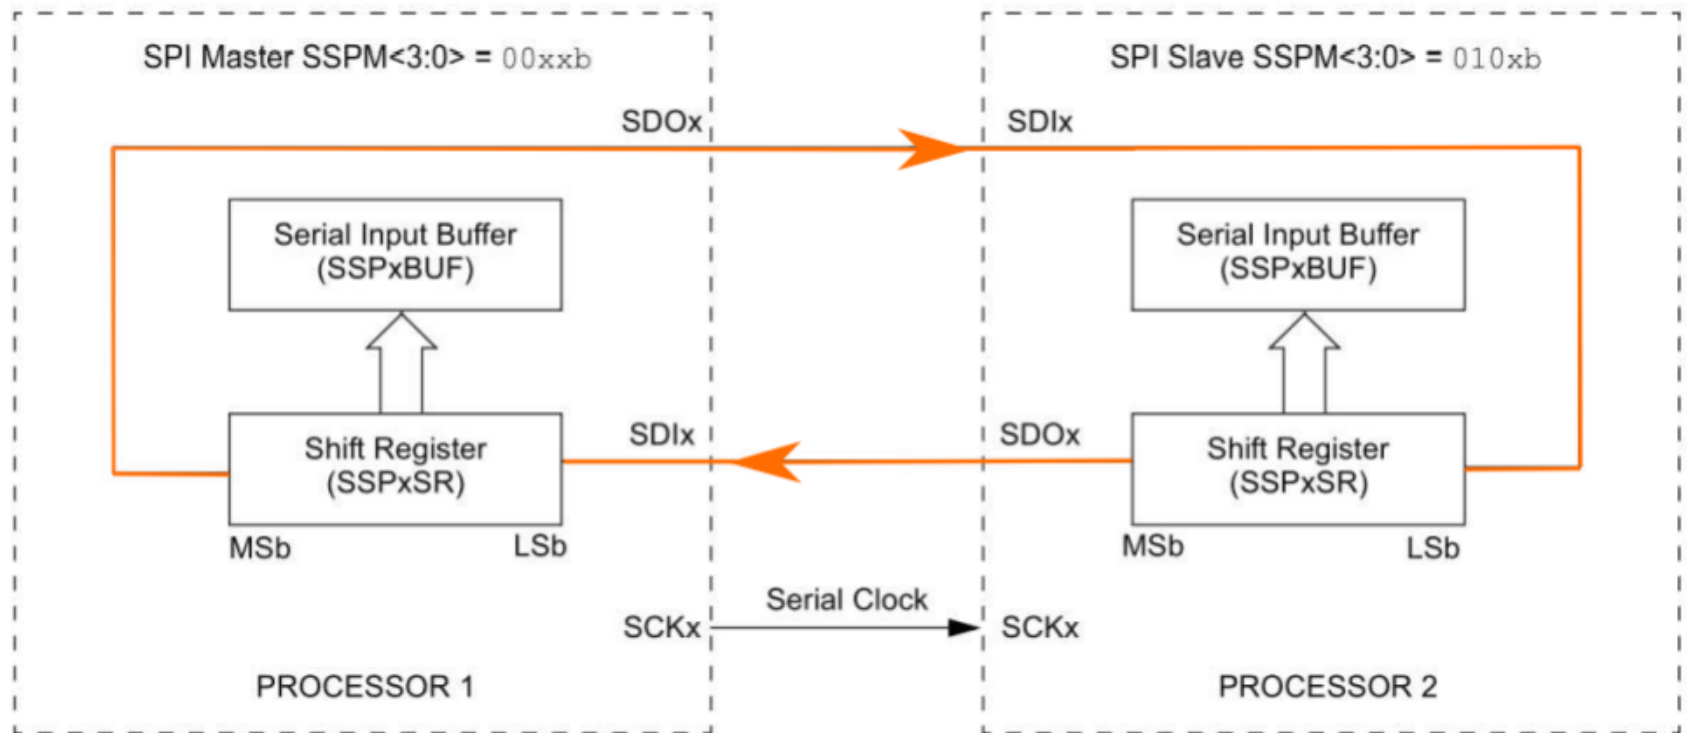 SPI Master SSPM<3:0> = 00xxb
SPI Slave SSPM<3:0> = 010xb
SDOx
SDIx
Serial Input Buffer
(SSPxBUF)
Serial Input Buffer
(SSPxBUF)
Shift Register
(SSPxSR)
SDIx
SDOx
Shift Register
(SSPxSR)
MSb
LSb
MSb
LSb
Serial Clock
SCKx
SCKx
PROCESSOR 1
PROCESSOR 2